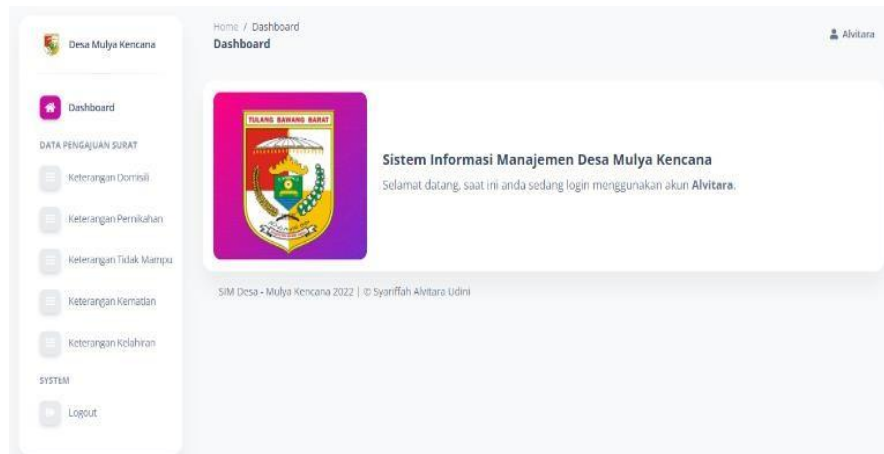 Desa Mulya Kencana
Home / Dashboard
Dashboard
Alvitara
Dashboard
DATA PENGAJUAN SURAT
Keterangan Domisili
Keterangan Pernikahan
Keterangan Tidak Mampu
Keterangan Kematian
Keterangan Kelahiran
SYSTEM
Logout
TULANG BAWANG BARAT
Sistem Informasi Manajemen Desa Mulya Kencana
Selamat datang, saat ini anda sedang login menggunakan akun Alvitara.
SIM Desa - Mulya Kencana 2022 | © Syariffah Alvitara Udini